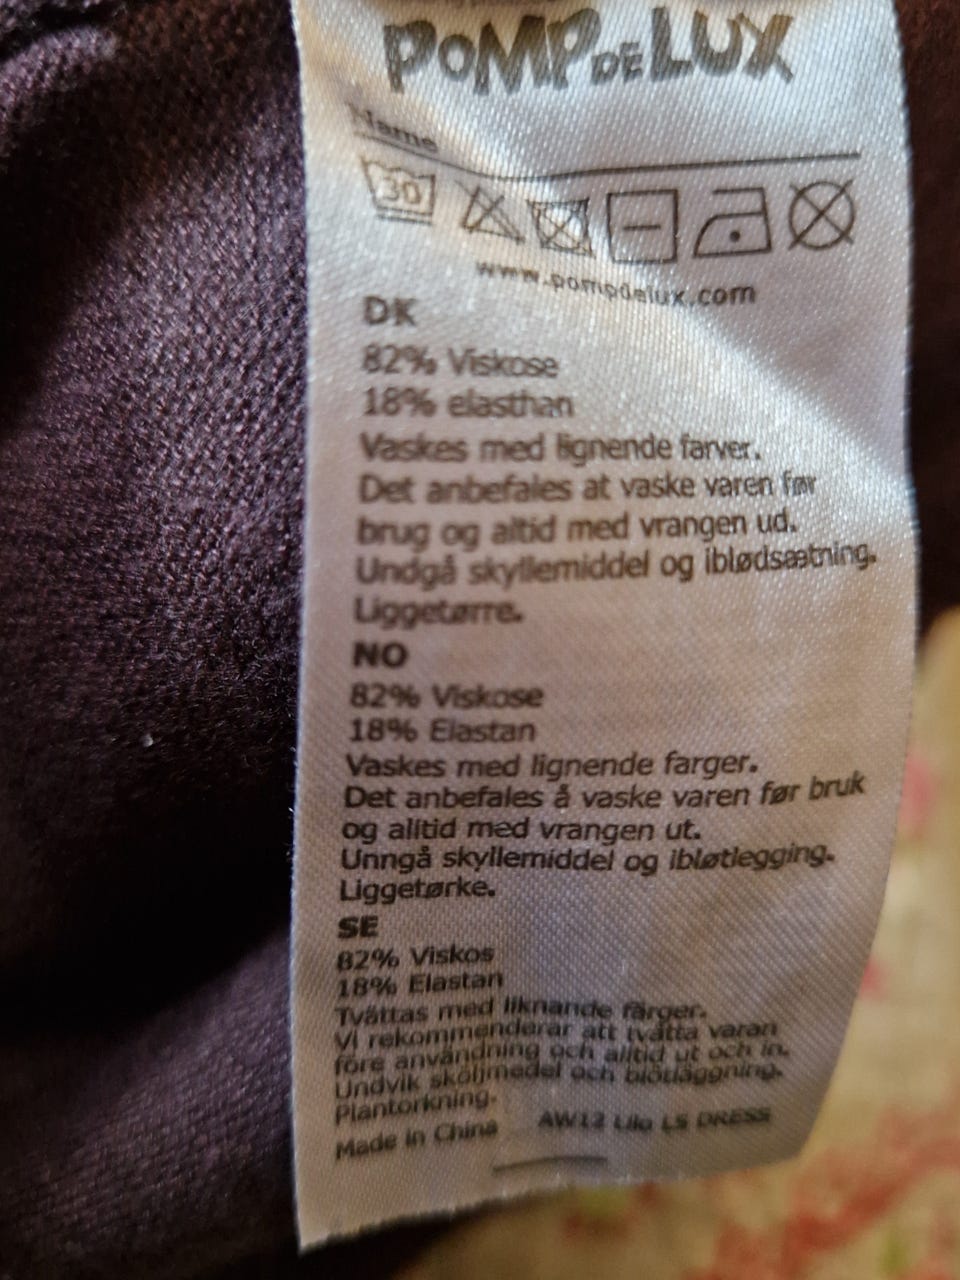 POMP DE LUX
Name
30
www.pompdelux.com
DK
82% Viskose
18% elasthan
Vaskes med lignende farver.
Det anbefales at vaske varen før
brug og altid med vrangen ud.
Undgå skyllemiddel og iblødsætning.
Liggetørre.
NO
82% Viskose
18% Elastan
Vaskes med lignende farger.
Det anbefales å vaske varen før bruk
og alltid med vrangen ut.
Unngå skyllemiddel og ibløtlegging.
Liggetørke.
SE
82% Viskos
18% Elastan
Tvättas med liknande färger.
Vi rekommenderar att tvätta varan
före användning och alltid ut och in.
Undvik sköljmedel och blötläggning.
Plantorkning.
Made in China AW12 Lilo LS DRESS